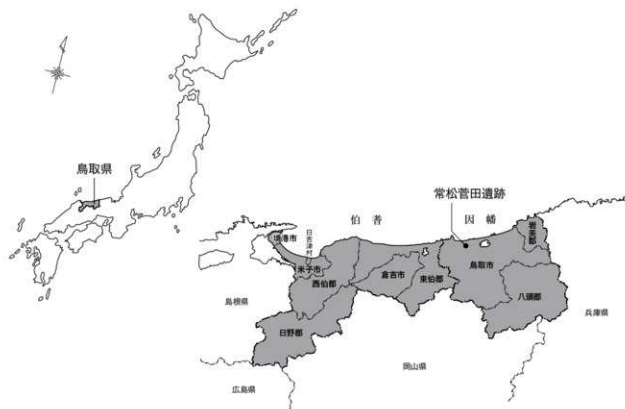 鳥取県
常松菅田遺跡
伯耆
因幡
境港市
日吉津村
米子市
西伯郡
倉吉市
東伯郡
鳥取市
岩美郡
八頭郡
日野郡
島根県
兵庫県
岡山県
広島県